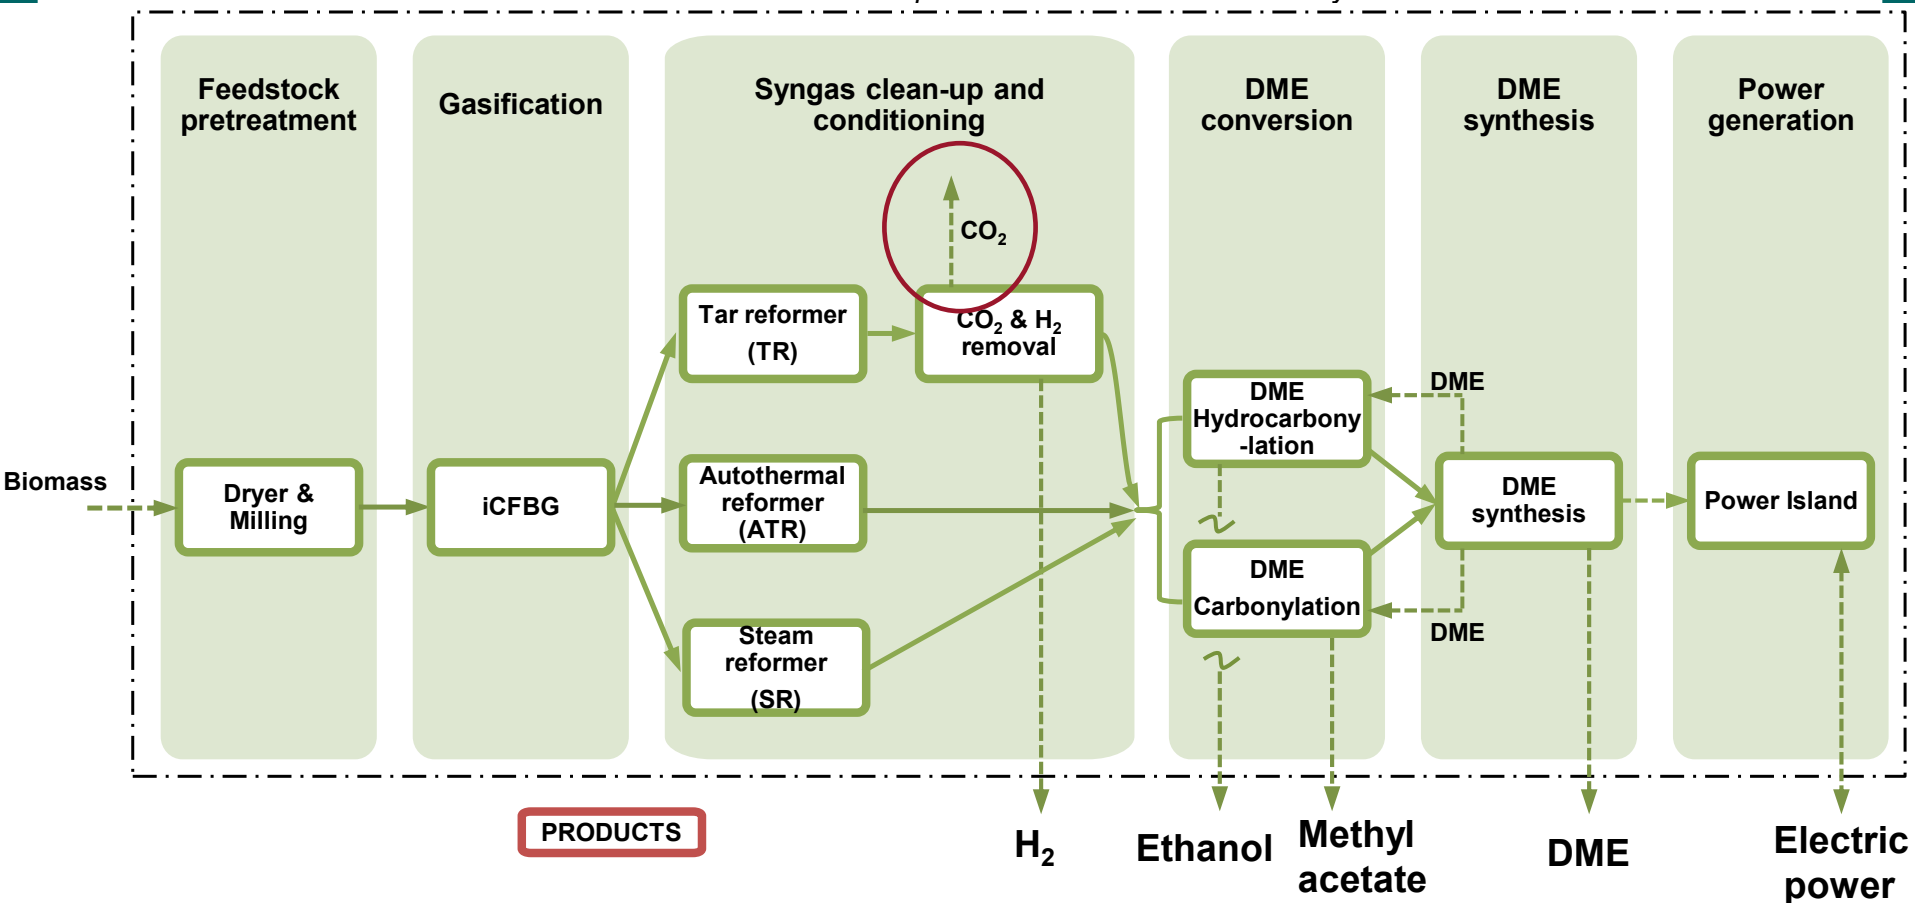 Feedstock
pretreatment
Gasification
Syngas clean-up and
conditioning
DME
conversion
DME
synthesis
Power
generation
CO₂
Tar reformer
(TR)
CO₂ & H₂
removal
DME
Hydrocarbony
-lation
DME
Biomass
Dryer &
Milling
iCFBG
Autothermal
reformer
(ATR)
DME
synthesis
Power Island
DME
Carbonylation
DME
Steam
reformer
(SR)
PRODUCTS
H₂
Ethanol
Methyl
acetate
DME
Electric
power